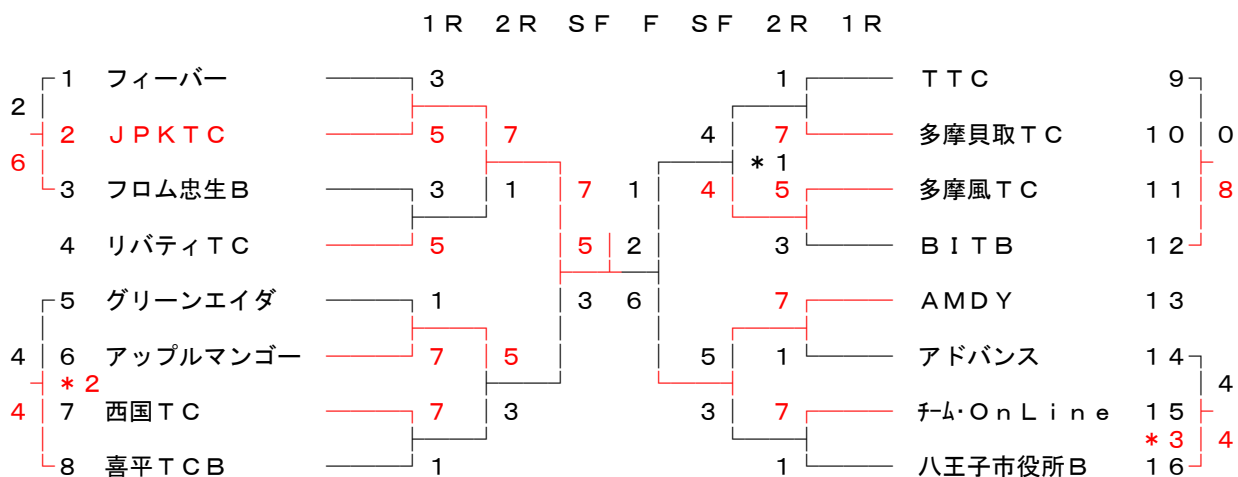 １Ｒ ２Ｒ ＳＦ Ｆ ＳＦ ２Ｒ １Ｒ
１ フィーバー ３ １ ＴＴＣ ９
２
２ ＪＰＫＴＣ ５ ７ ４ ７ 多摩貝取ＴＣ １０ ０
６ ＊１
３ フロム忠生Ｂ ３ １ ７ １ ４ ５ 多摩風ＴＣ １１ ８
４ リバティＴＣ ５ ５ ２ ３ ＢＩＴＢ １２
５ グリーンエイダ １ ３ ６ ７ ＡＭＤＹ １３
４ ６ アップルマンゴー ７ ５ ５ １ アドバンス １４
＊２ ４
４ ７ 西国ＴＣ ７ ３ ３ ７ ﾁｰﾑ･ＯｎＬｉｎｅ １５
＊３ ４
８ 喜平ＴＣＢ １ １ 八王子市役所Ｂ １６